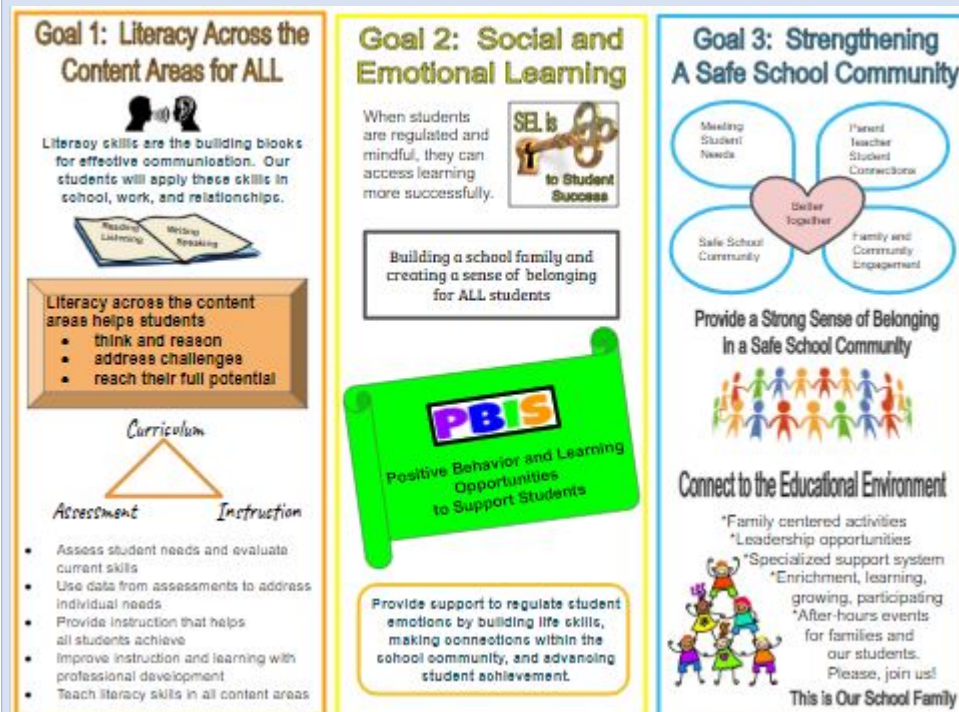 Goal 1: Literacy Across the
Content Areas for ALL
Literacy skills are the building blocks
for effective communication. Our
students will apply these skills in
school, work, and relationships.
Reading Writing
Listening Speaking
Literacy across the content
areas helps students
• think and reason
• address challenges
• reach their full potential
Curriculum
Assessment Instruction
• Assess student needs and evaluate
current skills
• Use data from assessments to address
individual needs
• Provide instruction that helps
all students achieve
• Improve instruction and learning with
professional development
• Teach literacy skills in all content areas
Goal 2: Social and
Emotional Learning
When students
are regulated and
mindful, they can
access learning
more successfully.
SEL is
to Student
Success
Building a school family and
creating a sense of belonging
for ALL students
PBIS
Positive Behavior and Learning
Opportunities
to Support Students
Provide support to regulate student
emotions by building life skills,
making connections within the
school community, and advancing
student achievement.
Goal 3: Strengthening
A Safe School Community
Meeting
Student
Needs
Parent
Teacher
Student
Connections
Better
together
Safe School
Community
Family and
Community
Engagement
Provide a Strong Sense of Belonging
in a Safe School Community
Connect to the Educational Environment
*Family centered activities
*Leadership opportunities
*Specialized support system
*Enrichment, learning,
growing, participating
*After-hours events
for families and
our students.
Please, join us!
This is Our School Family